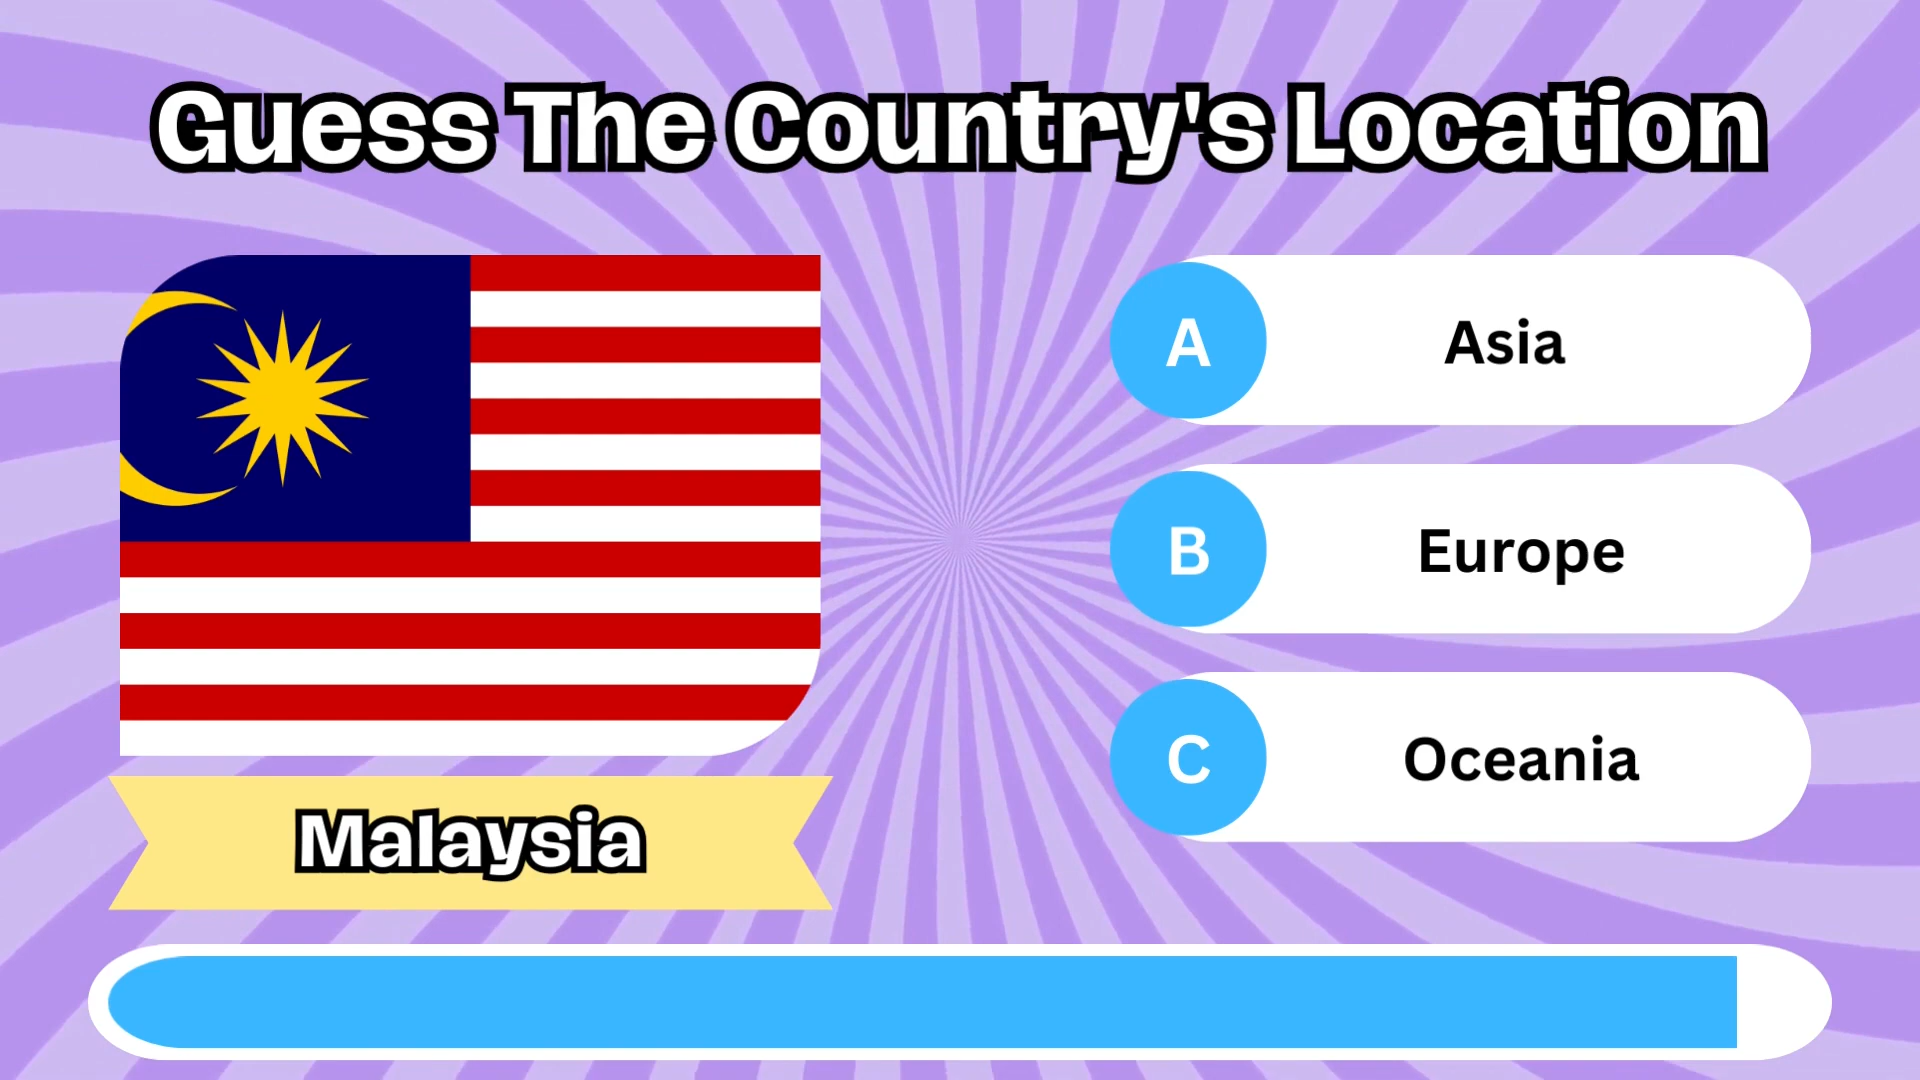 Guess The Country's Location
A
Asia
B
Europe
C
Oceania
Malaysia